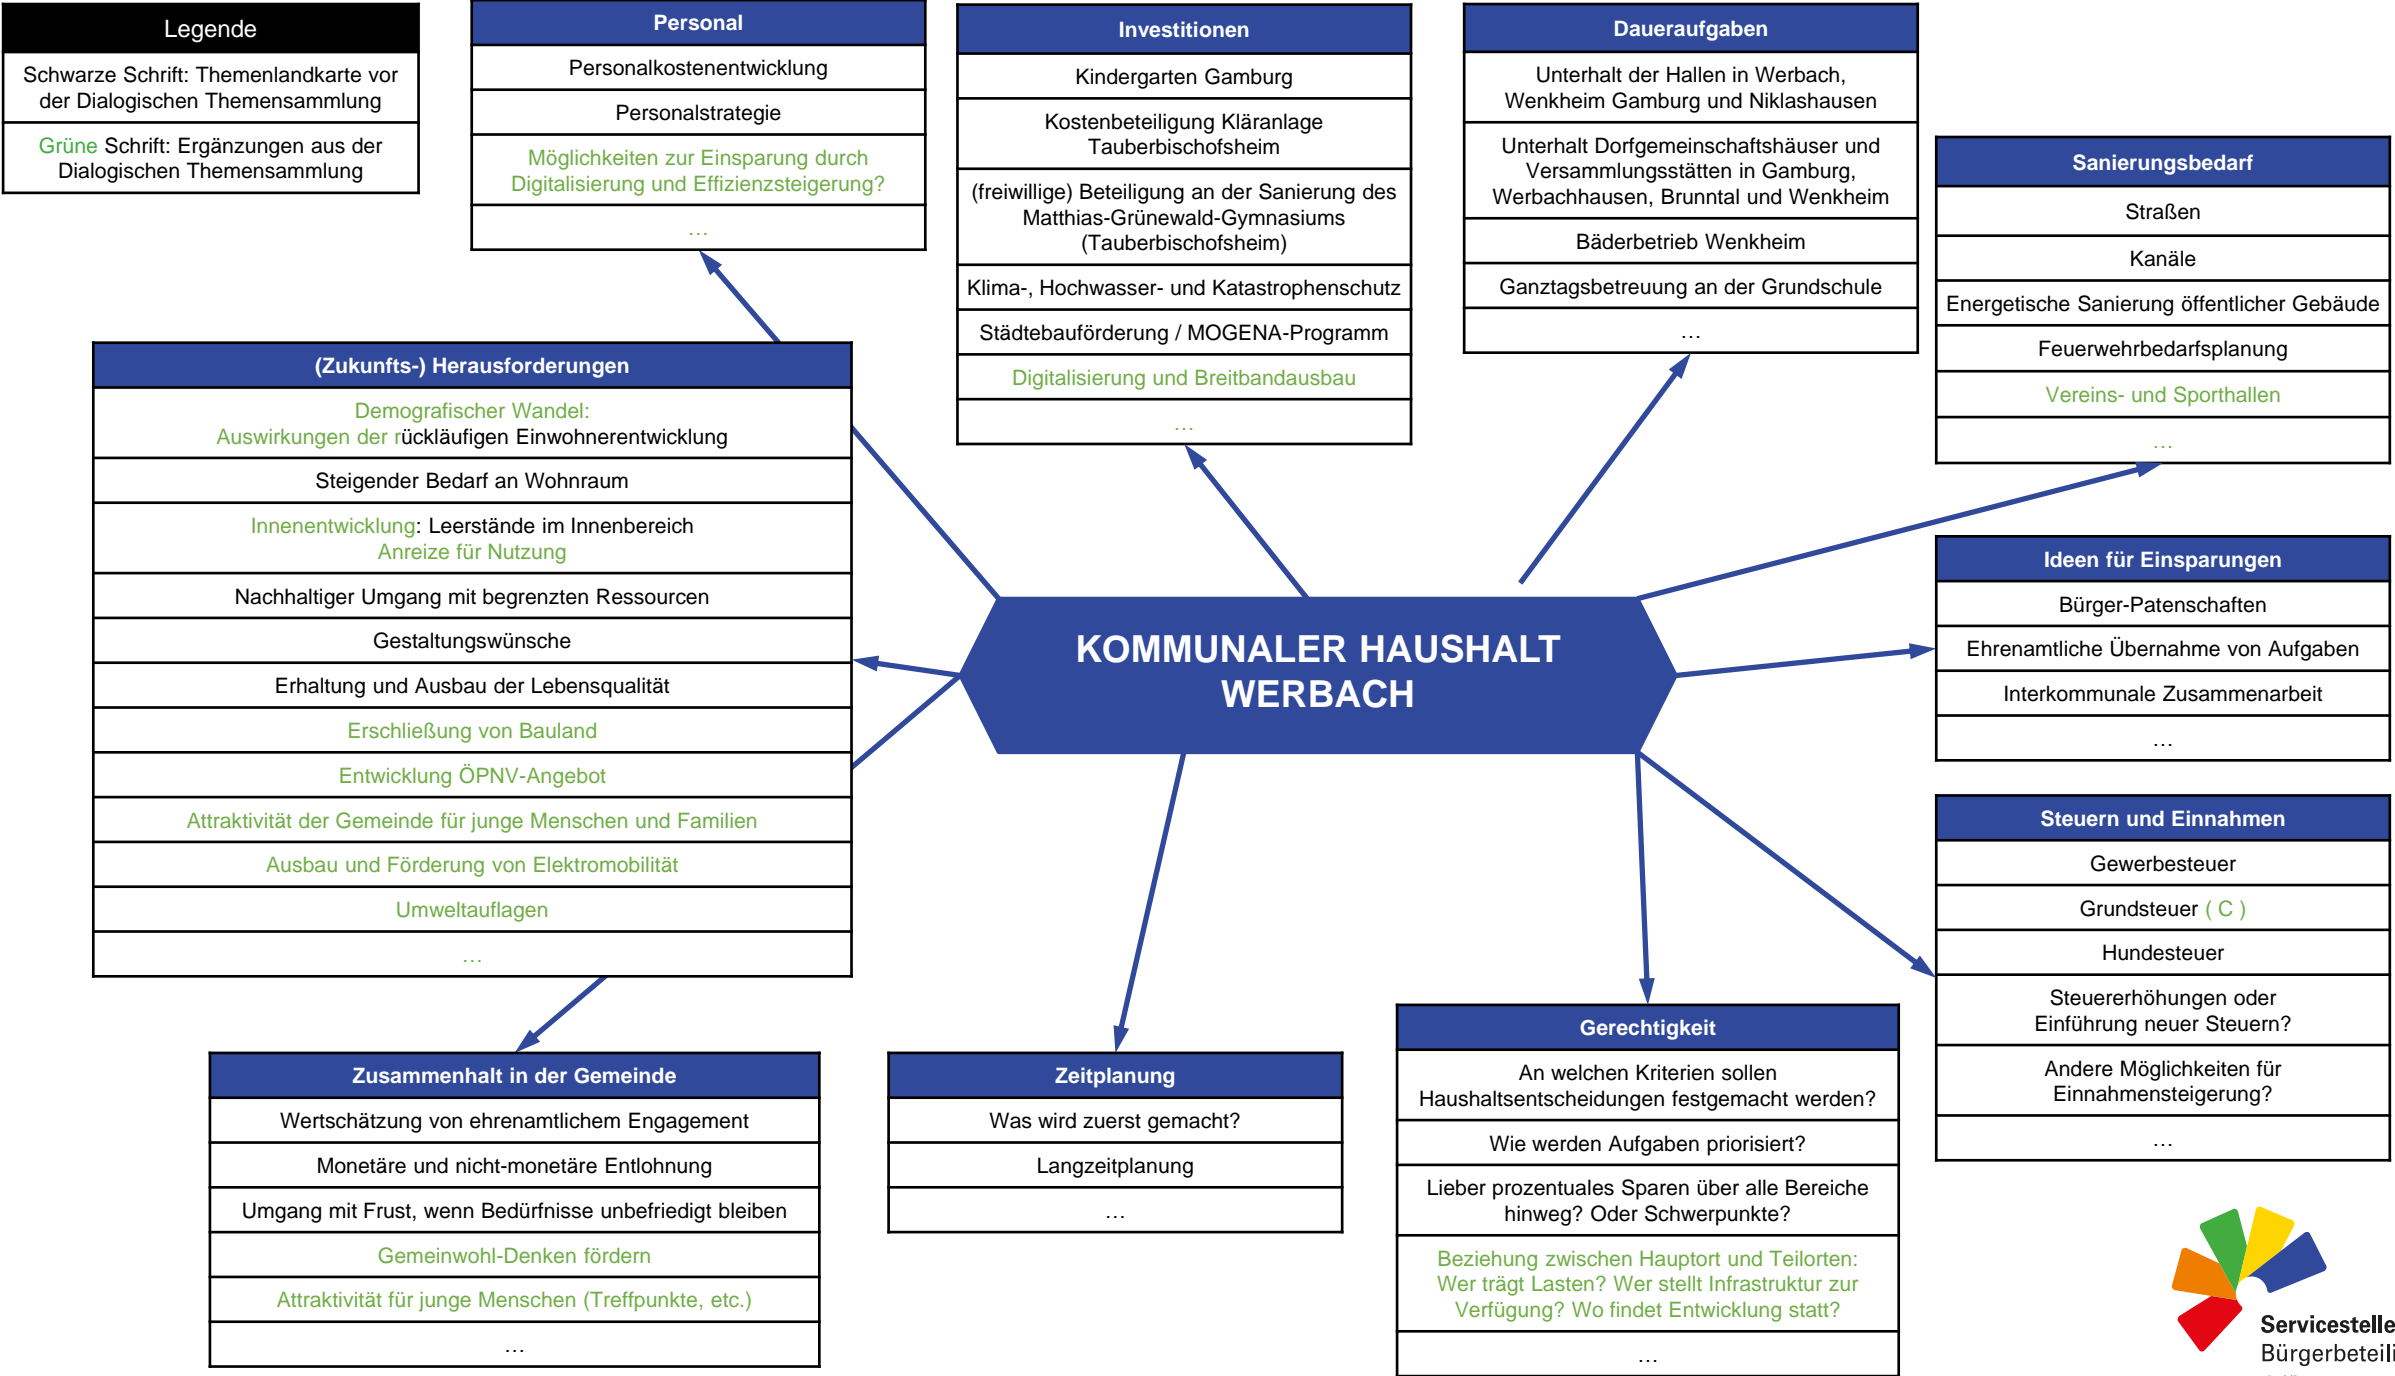 Legende
Schwarze Schrift: Themenlandkarte vor
der Dialogischen Themensammlung
Grüne Schrift: Ergänzungen aus der
Dialogischen Themensammlung
Personal
Personalkostenentwicklung
Personalstrategie
Möglichkeiten zur Einsparung durch
Digitalisierung und Effizienzsteigerung?
…
Investitionen
Kindergarten Gamburg
Kostenbeteiligung Kläranlage
Tauberbischofsheim
(freiwillige) Beteiligung an der Sanierung des
Matthias-Grünewald-Gymnasiums
(Tauberbischofsheim)
Klima-, Hochwasser- und Katastrophenschutz
Städtebauförderung / MOGENA-Programm
Digitalisierung und Breitbandausbau
…
Daueraufgaben
Unterhalt der Hallen in Werbach,
Wenkheim Gamburg und Niklashausen
Unterhalt Dorfgemeinschaftshäuser und
Versammlungsstätten in Gamburg,
Werbachhausen, Brunntal und Wenkheim
Bäderbetrieb Wenkheim
Ganztagsbetreuung an der Grundschule
…
Sanierungsbedarf
Straßen
Kanäle
Energetische Sanierung öffentlicher Gebäude
Feuerwehrbedarfsplanung
Vereins- und Sporthallen
…
(Zukunfts-) Herausforderungen
Demografischer Wandel:
Auswirkungen der rückläufigen Einwohnerentwicklung
Steigender Bedarf an Wohnraum
Innenentwicklung: Leerstände im Innenbereich
Anreize für Nutzung
Nachhaltiger Umgang mit begrenzten Ressourcen
Gestaltungswünsche
Erhaltung und Ausbau der Lebensqualität
Erschließung von Bauland
Entwicklung ÖPNV-Angebot
Attraktivität der Gemeinde für junge Menschen und Familien
Ausbau und Förderung von Elektromobilität
Umweltauflagen
…
KOMMUNALER HAUSHALT
WERBACH
Ideen für Einsparungen
Bürger-Patenschaften
Ehrenamtliche Übernahme von Aufgaben
Interkommunale Zusammenarbeit
…
Steuern und Einnahmen
Gewerbesteuer
Grundsteuer ( C )
Hundesteuer
Steuererhöhungen oder
Einführung neuer Steuern?
Andere Möglichkeiten für
Einnahmensteigerung?
…
Zusammenhalt in der Gemeinde
Wertschätzung von ehrenamtlichem Engagement
Monetäre und nicht-monetäre Entlohnung
Umgang mit Frust, wenn Bedürfnisse unbefriedigt bleiben
Gemeinwohl-Denken fördern
Attraktivität für junge Menschen (Treffpunkte, etc.)
…
Zeitplanung
Was wird zuerst gemacht?
Langzeitplanung
…
Gerechtigkeit
An welchen Kriterien sollen
Haushaltsentscheidungen festgemacht werden?
Wie werden Aufgaben priorisiert?
Lieber prozentuales Sparen über alle Bereiche
hinweg? Oder Schwerpunkte?
Beziehung zwischen Hauptort und Teilorten:
Wer trägt Lasten? Wer stellt Infrastruktur zur
Verfügung? Wo findet Entwicklung statt?
…
Servicestelle
Bürgerbeteili